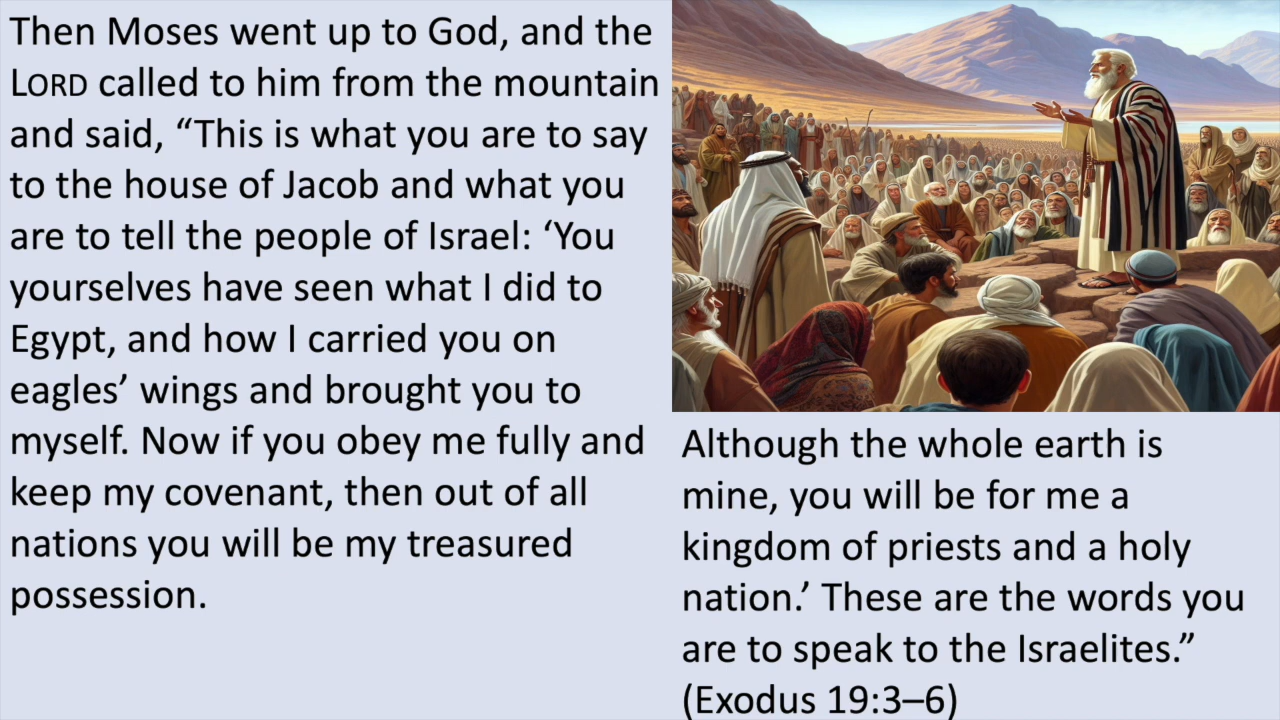 Then Moses went up to God, and the
LORD called to him from the mountain
and said, “This is what you are to say
to the house of Jacob and what you
are to tell the people of Israel: ‘You
yourselves have seen what I did to
Egypt, and how I carried you on
eagles’ wings and brought you to
myself. Now if you obey me fully and
keep my covenant, then out of all
nations you will be my treasured
possession.
Although the whole earth is
mine, you will be for me a
kingdom of priests and a holy
nation.’ These are the words you
are to speak to the Israelites.”
(Exodus 19:3–6)